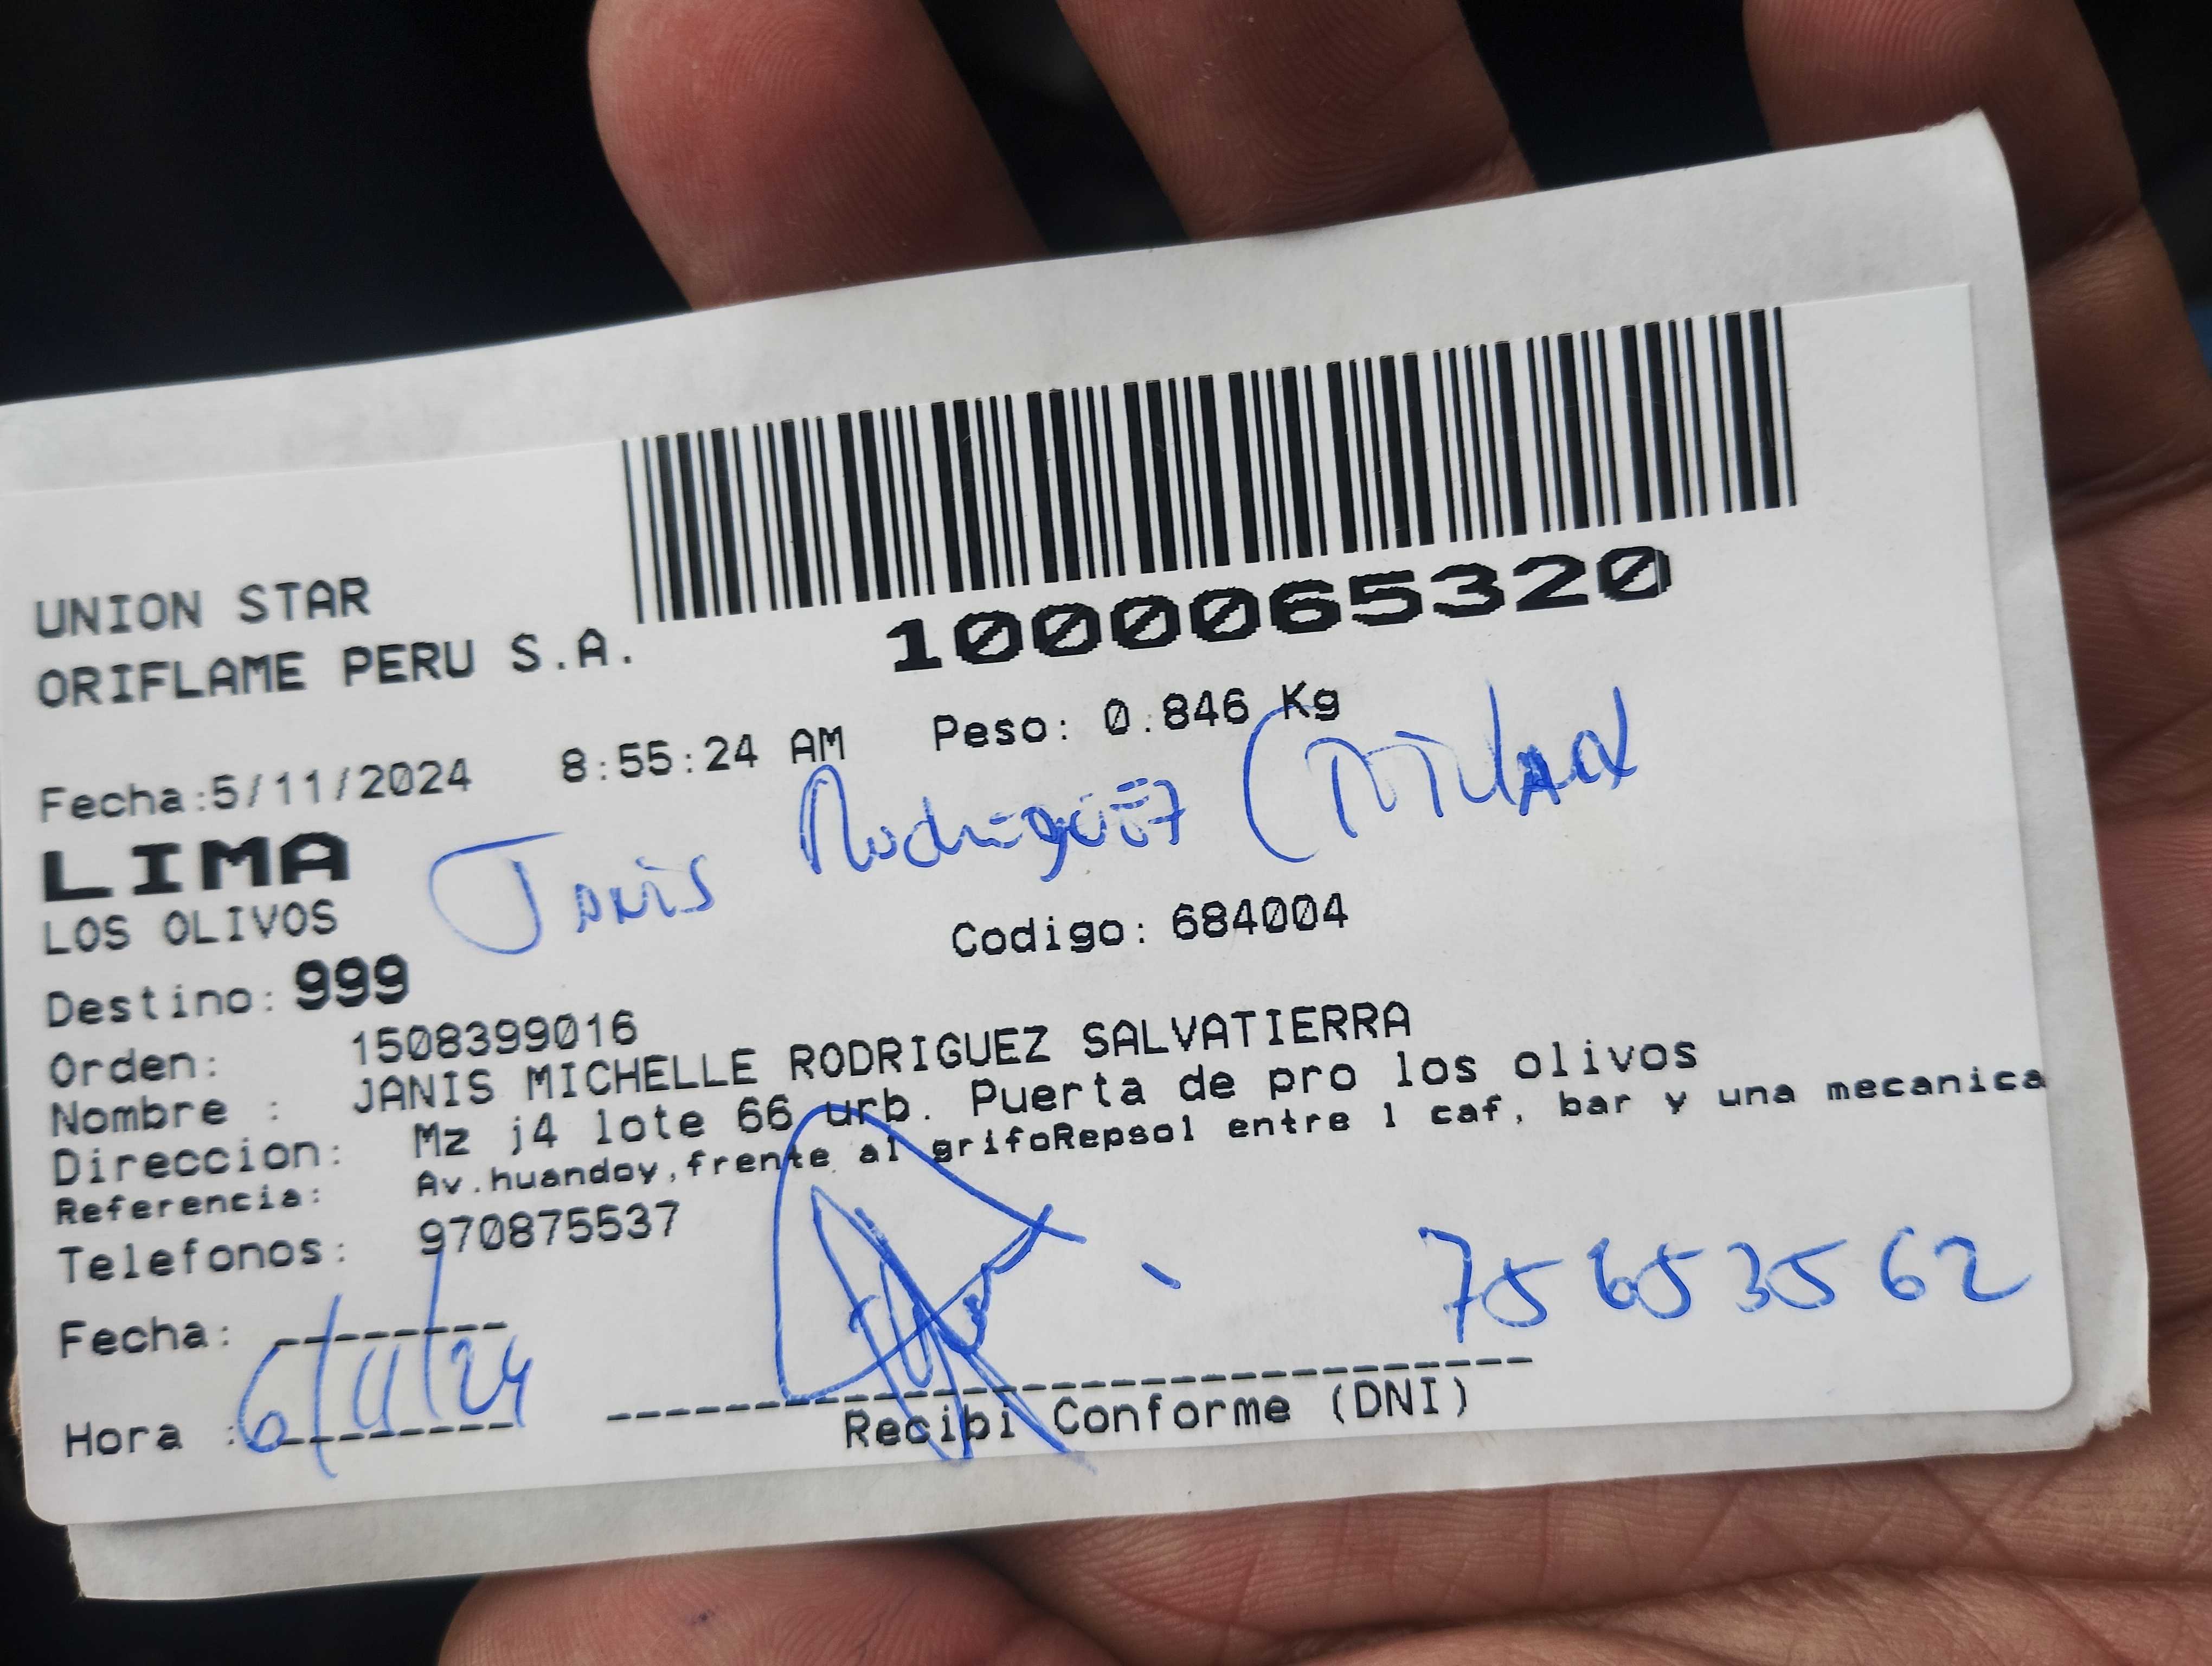 1000065320
UNION STAR
ORIFLAME PERU S.A.
Fecha:5/11/2024 8:55:24 AM Peso: 0.846 Kg
LIMA
Janis Rodriguez (Titular
LOS OLIVOS
Codigo: 684004
Destino: 999
Orden: 1508399016
Nombre : JANIS MICHELLE RODRIGUEZ SALVATIERRA
Direccion: Mz j4 lote 66 urb. Puerta de pro los olivos
Referencia: Av.huandoy,frente al grifoRepsol entre 1 caf, bar y una mecanica
Telefonos: 970875537
75653562
Fecha:
6/11/24
Hora :
Recibi Conforme (DNI)